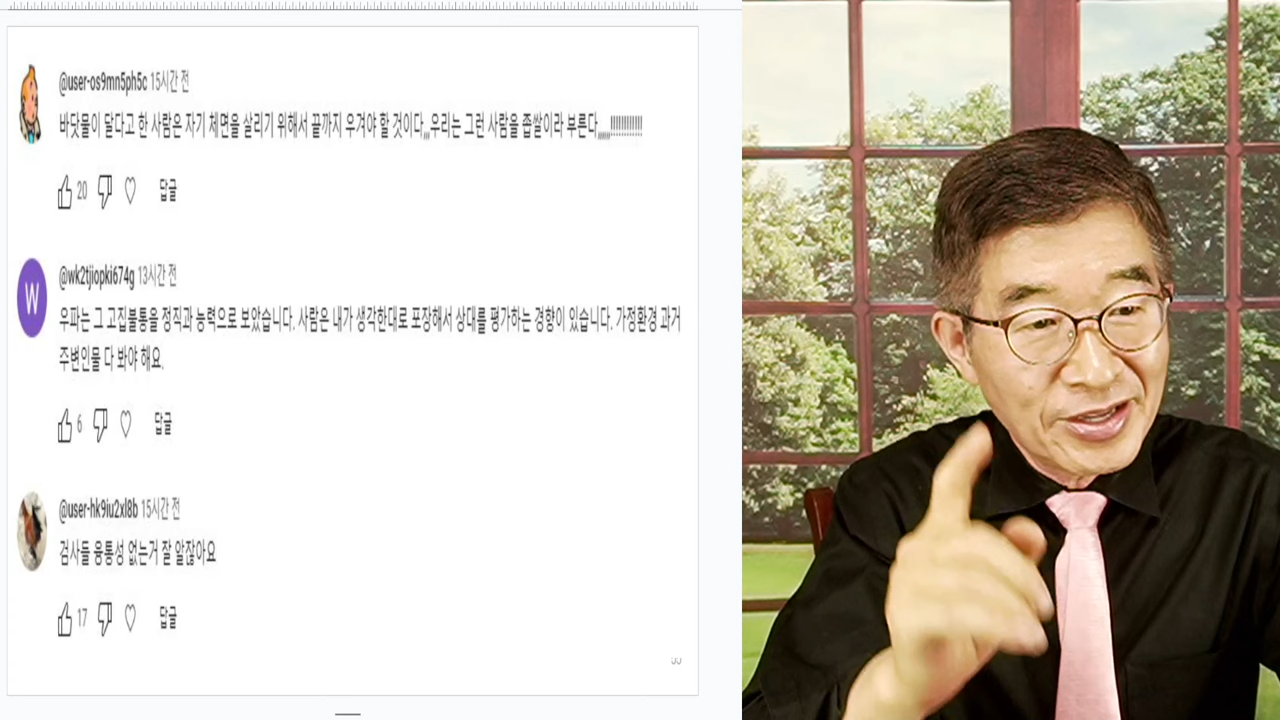 @user-os9mn5ph5c 15시간 전
바닷물이 달다고 한 사람은 자기 체면을 살리기 위해서 끝까지 우겨야 할 것이다,,,우리는 그런 사람을 좁쌀이라 부른다,,,,,!!!!!!!!!!!
20 답글
W
@wk2tjiopki674g 13시간 전
우파는 그 고집불통을 정직과 능력으로 보았습니다. 사람은 내가 생각한대로 포장해서 상대를 평가하는 경향이 있습니다. 가정환경 과거
주변인물 다 봐야 해요.
6 답글
@user-hk9iu2xl8b 15시간 전
검사들 융통성 없는거 잘 알잖아요
17 답글